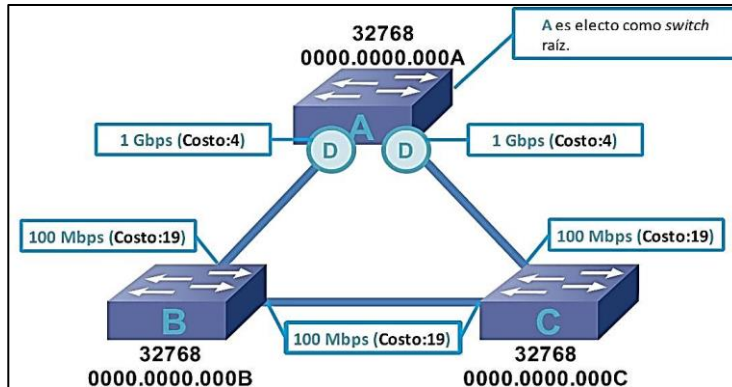 32768
0000.0000.000A
A es electo como switch
raíz.
A
1 Gbps (Costo:4)
D
D
1 Gbps (Costo:4)
100 Mbps (Costo:19)
100 Mbps (Costo:19)
B
C
100 Mbps (Costo:19)
32768
0000.0000.000B
32768
0000.0000.000C